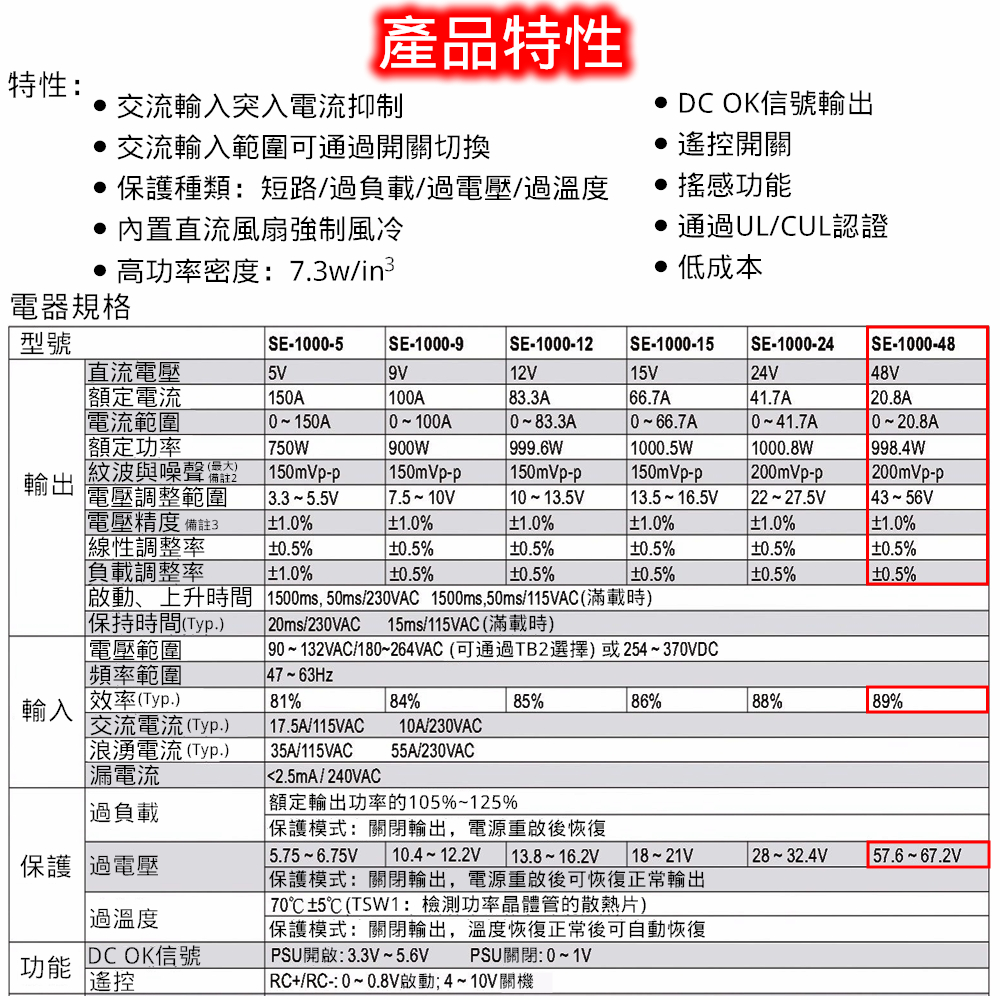 產品特性
特性：
• 交流輸入突入電流抑制
• 交流輸入範圍可通過開關切換
• 保護種類：短路/過負載/過電壓/過溫度
• 內置直流風扇強制風冷
• 高功率密度：7.3w/in³
• DC OK信號輸出
• 遙控開關
• 搖感功能
• 通過UL/CUL認證
• 低成本
電器規格
型號 SE-1000-5 SE-1000-9 SE-1000-12 SE-1000-15 SE-1000-24 SE-1000-48
輸出
直流電壓 5V 9V 12V 15V 24V 48V
額定電流 150A 100A 83.3A 66.7A 41.7A 20.8A
電流範圍 0~150A 0~100A 0~83.3A 0~66.7A 0~41.7A 0~20.8A
額定功率 750W 900W 999.6W 1000.5W 1000.8W 998.4W
紋波與噪聲(最大)備註2 150mVp-p 150mVp-p 150mVp-p 150mVp-p 200mVp-p 200mVp-p
電壓調整範圍 3.3~5.5V 7.5~10V 10~13.5V 13.5~16.5V 22~27.5V 43~56V
電壓精度 備註3 ±1.0% ±1.0% ±1.0% ±1.0% ±1.0% ±1.0%
線性調整率 ±0.5% ±0.5% ±0.5% ±0.5% ±0.5% ±0.5%
負載調整率 ±1.0% ±0.5% ±0.5% ±0.5% ±0.5% ±0.5%
啟動、上升時間 1500ms, 50ms/230VAC 1500ms,50ms/115VAC(滿載時)
保持時間(Typ.) 20ms/230VAC 15ms/115VAC(滿載時)
輸入
電壓範圍 90~132VAC/180~264VAC (可通過TB2選擇) 或 254~370VDC
頻率範圍 47~63Hz
效率(Typ.) 81% 84% 85% 86% 88% 89%
交流電流(Typ.) 17.5A/115VAC 10A/230VAC
浪湧電流(Typ.) 35A/115VAC 55A/230VAC
漏電流 <2.5mA / 240VAC
保護
過負載 額定輸出功率的105%~125%
保護模式：關閉輸出，電源重啟後恢復
過電壓 5.75~6.75V 10.4~12.2V 13.8~16.2V 18~21V 28~32.4V 57.6~67.2V
保護模式：關閉輸出，電源重啟後可恢復正常輸出
過溫度 70℃±5℃(TSW1：檢測功率晶體管的散熱片)
保護模式：關閉輸出，溫度恢復正常後可自動恢復
功能
DC OK信號 PSU開啟: 3.3V~5.6V PSU關閉: 0~1V
遙控 RC+/RC-: 0~0.8V啟動; 4~10V關機